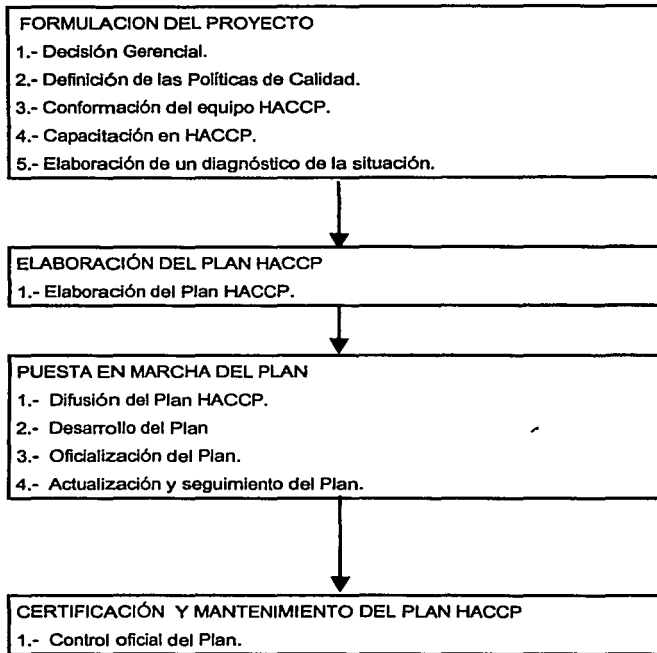 FORMULACION DEL PROYECTO
1.- Decisión Gerencial.
2.- Definición de las Políticas de Calidad.
3.- Conformación del equipo HACCP.
4.- Capacitación en HACCP.
5.- Elaboración de un diagnóstico de la situación.
ELABORACIÓN DEL PLAN HACCP
1.- Elaboración del Plan HACCP.
PUESTA EN MARCHA DEL PLAN
1.- Difusión del Plan HACCP.
2.- Desarrollo del Plan
3.- Oficialización del Plan.
4.- Actualización y seguimiento del Plan.
CERTIFICACIÓN Y MANTENIMIENTO DEL PLAN HACCP
1.- Control oficial del Plan.